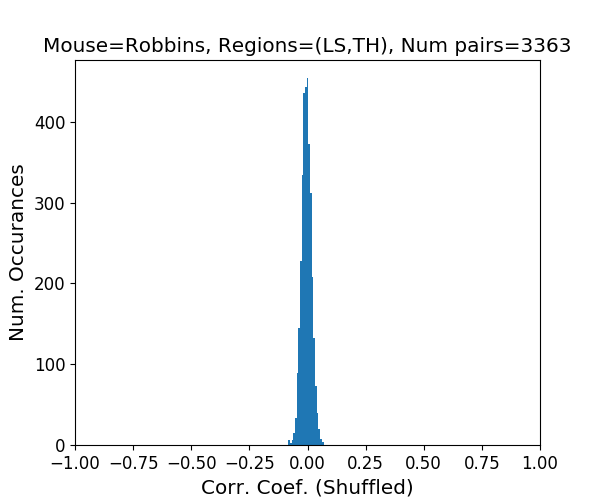 Mouse=Robbins, Regions=(LS,TH), Num pairs=3363
Num. Occurances
400
300
200
100
0
−1.00 −0.75 −0.50 −0.25 0.00 0.25 0.50 0.75 1.00
Corr. Coef. (Shuffled)